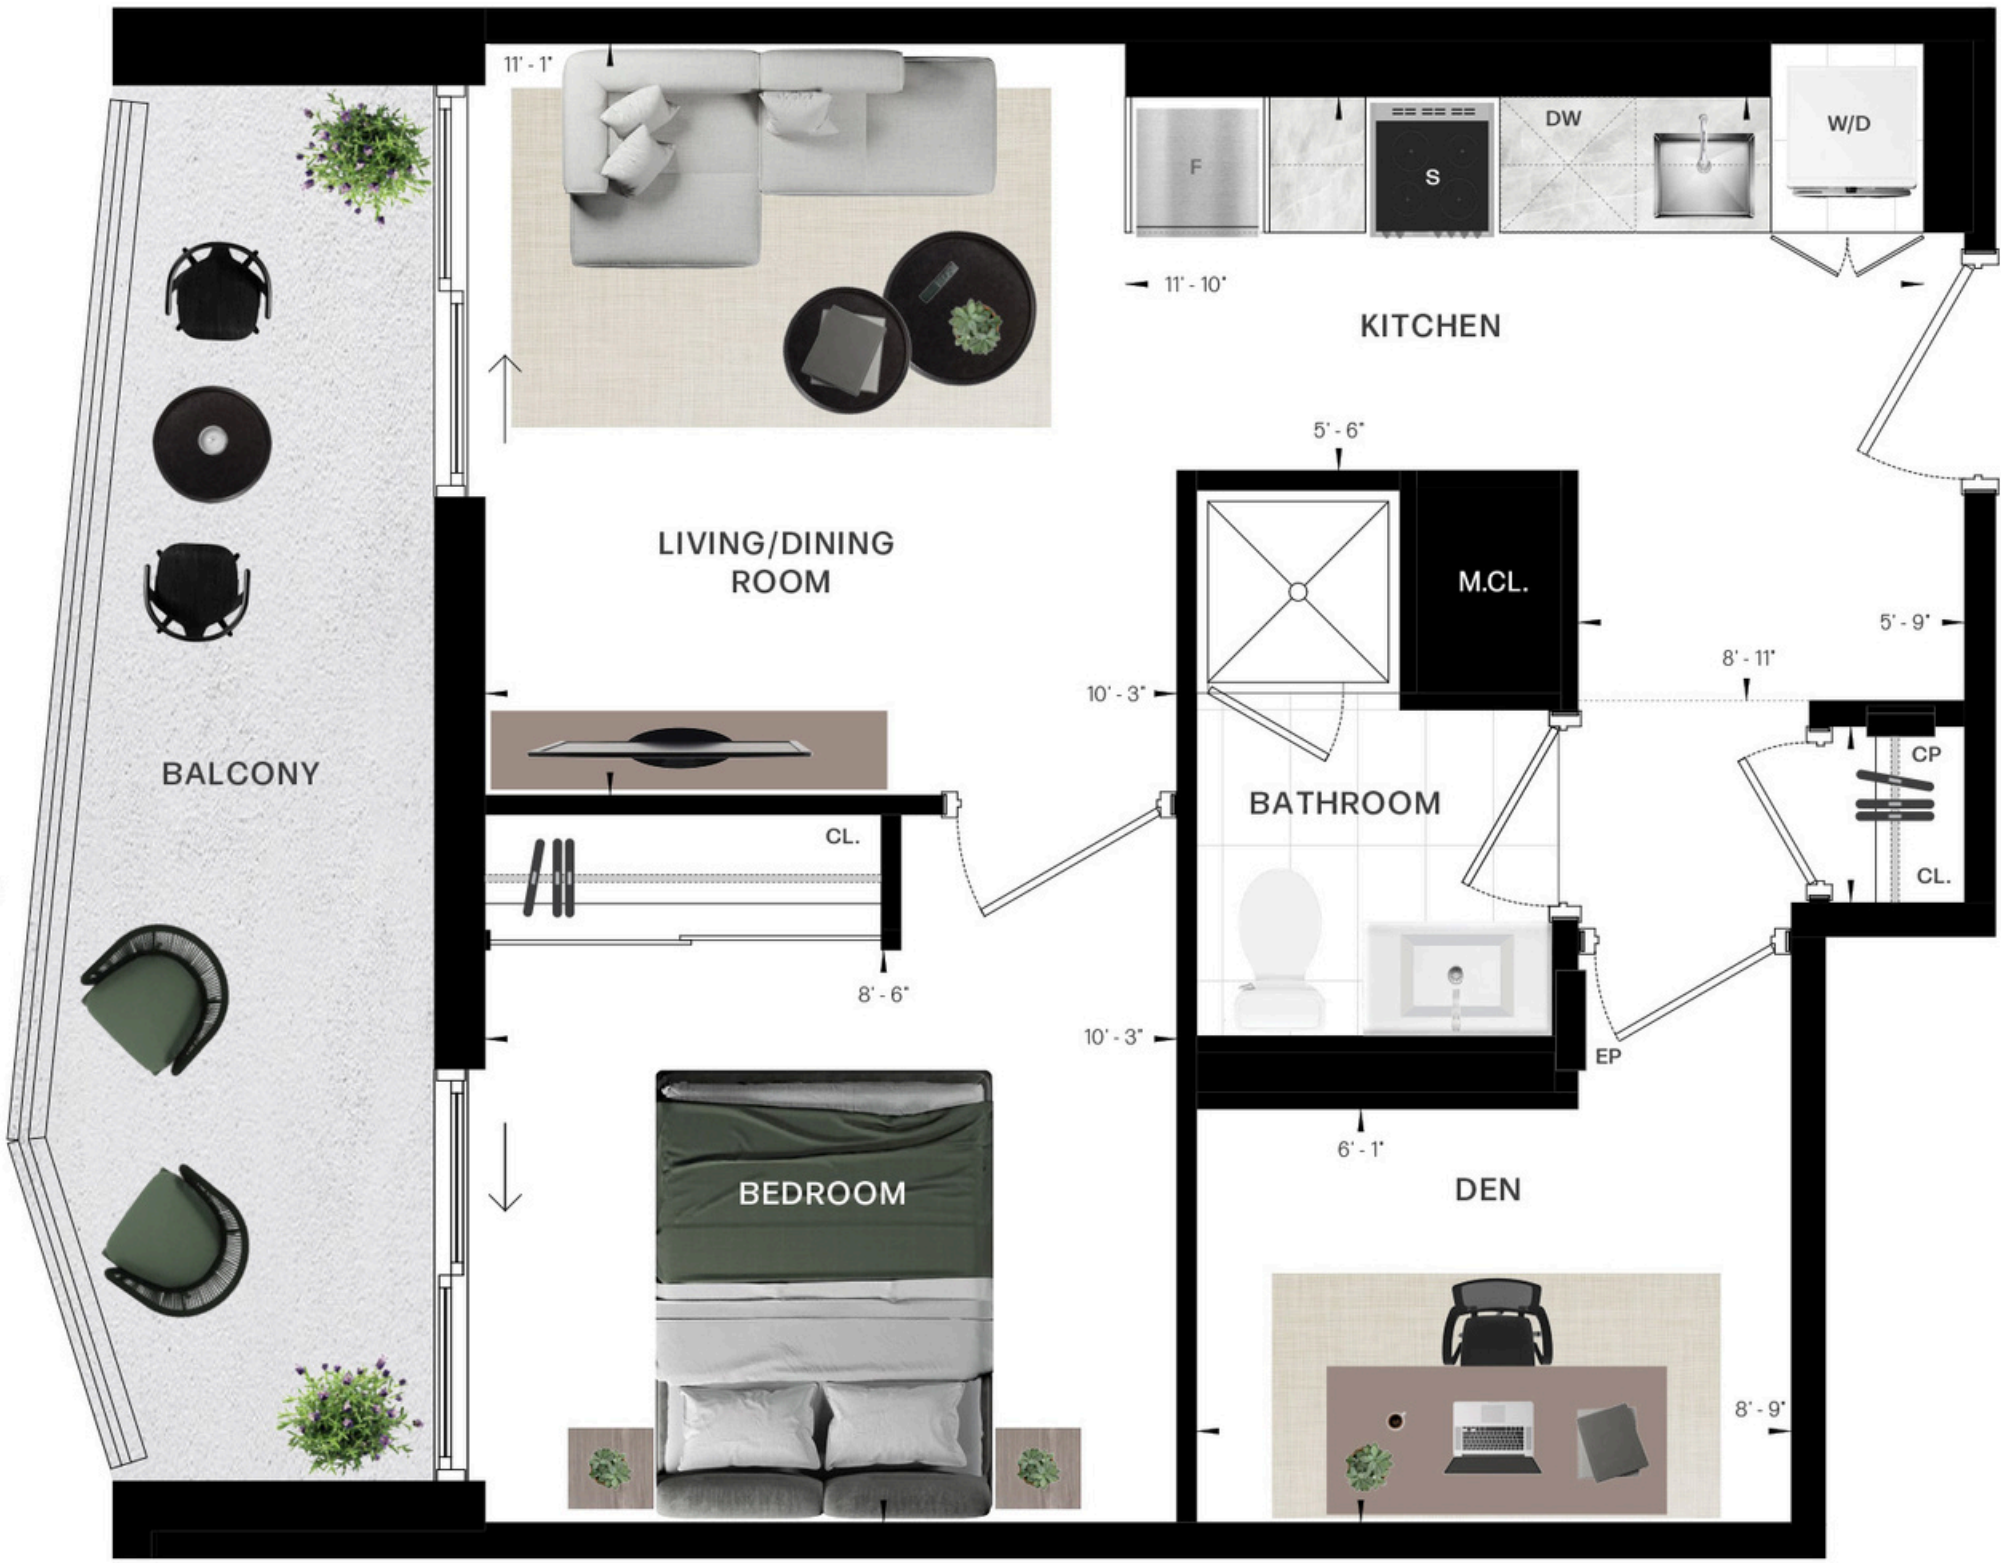 11' - 1"
F
S
DW
W/D
11' - 10"
KITCHEN
5' - 6"
LIVING/DINING
ROOM
M.CL.
5' - 9"
8' - 11"
10' - 3"
BALCONY
BATHROOM
CP
CL.
CL.
8' - 6"
10' - 3"
EP
6' - 1"
BEDROOM
DEN
8' - 9"